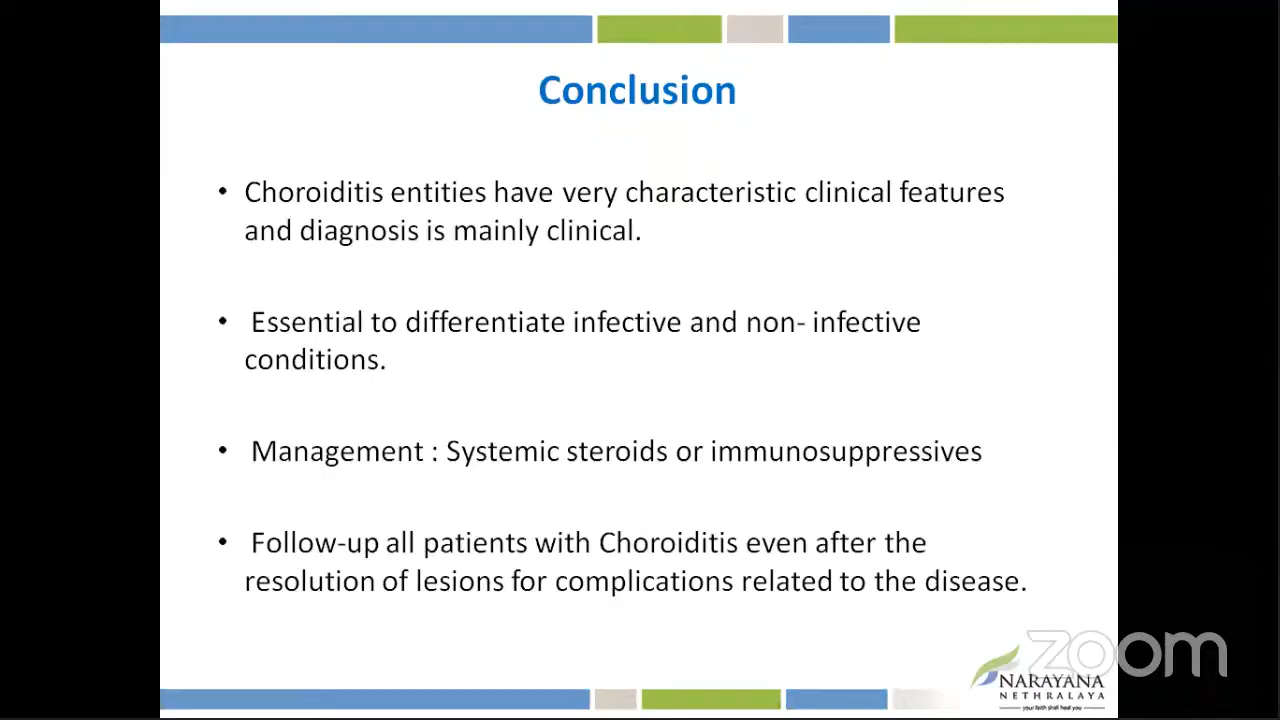 Conclusion
• Choroiditis entities have very characteristic clinical features
and diagnosis is mainly clinical.
• Essential to differentiate infective and non- infective
conditions.
• Management : Systemic steroids or immunosuppressives
• Follow-up all patients with Choroiditis even after the
resolution of lesions for complications related to the disease.
zoom
NARAYANA
NETHRALAYA
your faith shall heal you